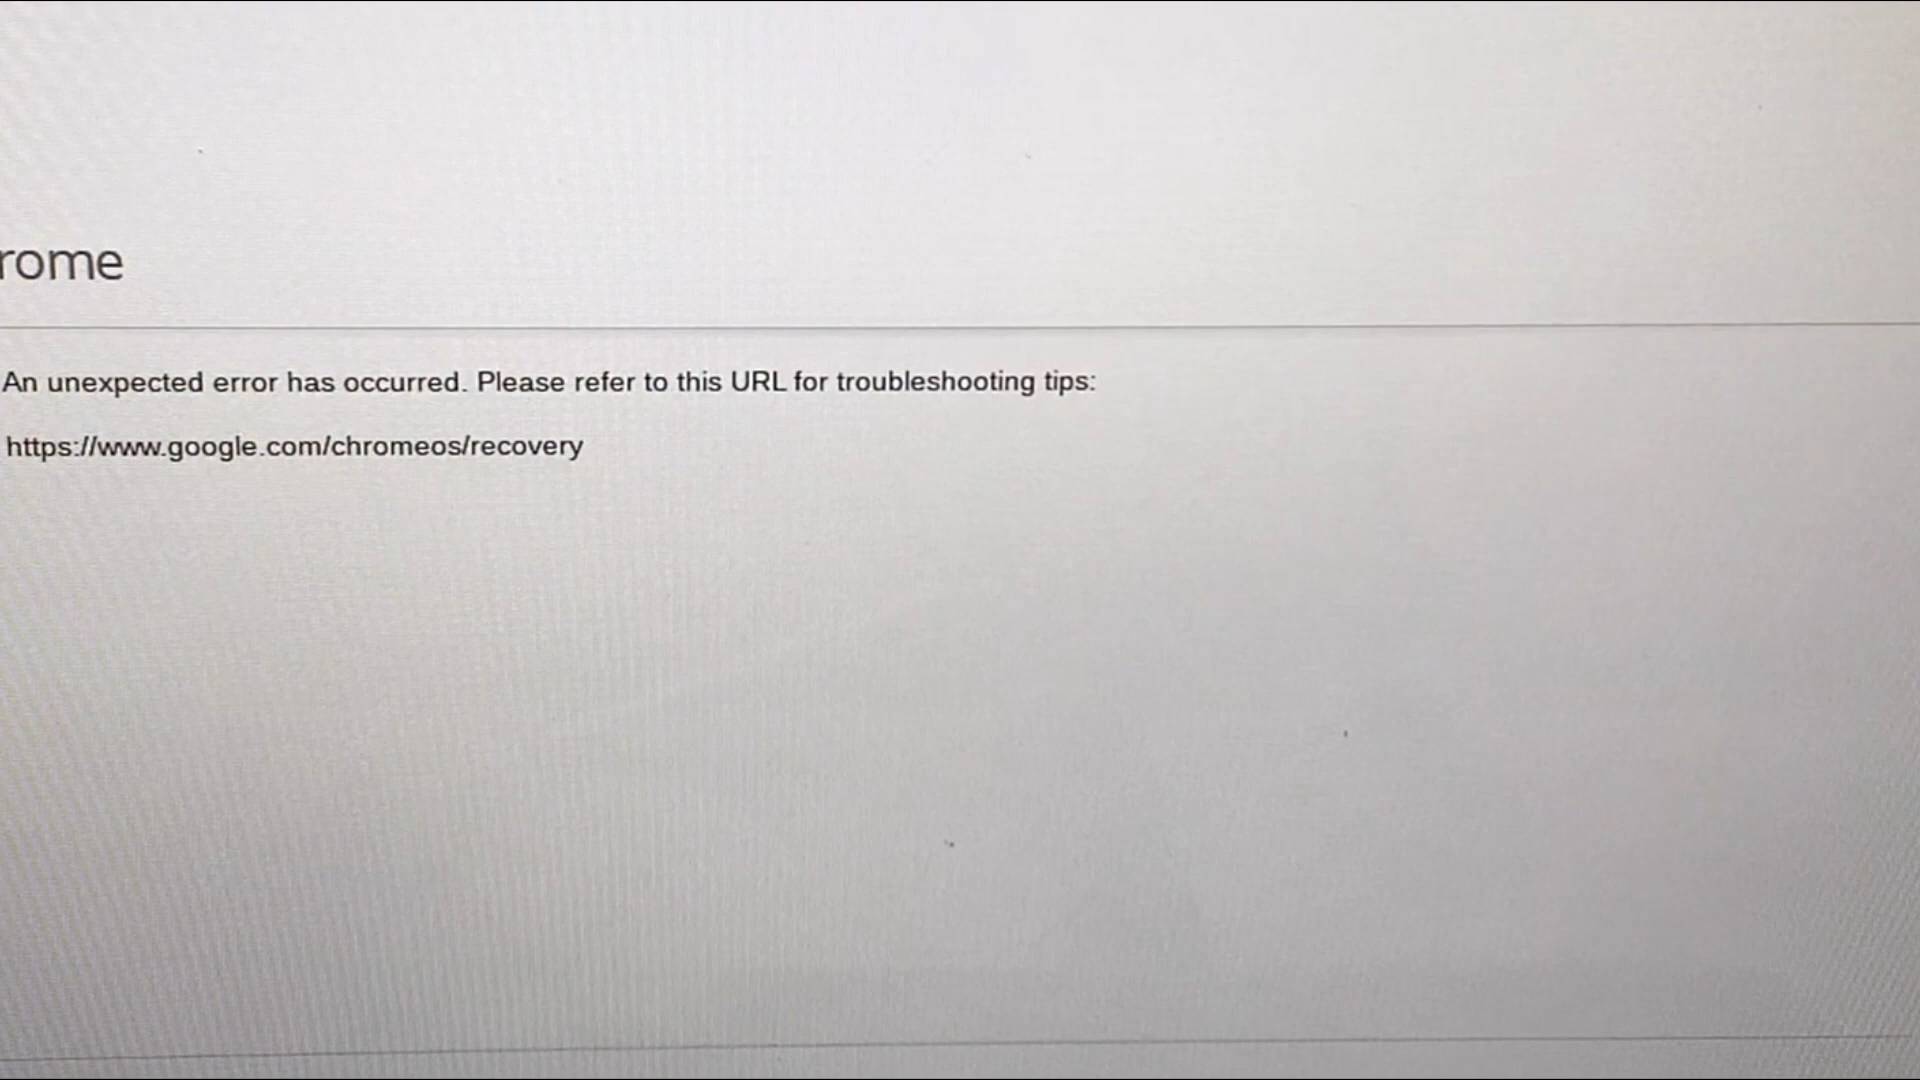 rome
An unexpected error has occurred. Please refer to this URL for troubleshooting tips:
https://www.google.com/chromeos/recovery